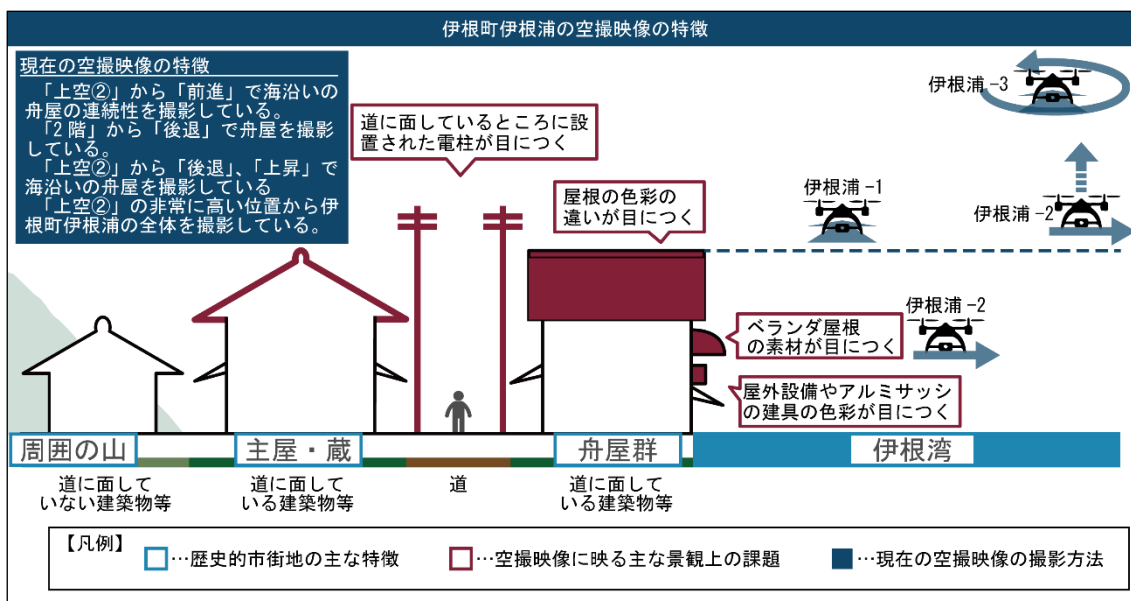 伊根町伊根浦の空撮映像の特徴
現在の空撮映像の特徴
「上空②」から「前進」で海沿いの
舟屋の連続性を撮影している。
「2階」から「後退」で舟屋を撮影
している。
「上空②」から「後退」、「上昇」で
海沿いの舟屋を撮影している
「上空②」の非常に高い位置から伊
根町伊根浦の全体を撮影している。
道に面しているところに設
置された電柱が目につく
屋根の色彩の
違いが目につく
伊根浦-1
伊根浦-3
伊根浦-2
伊根浦-2
ベランダ屋根
の素材が目につく
屋外設備やアルミサッシ
の建具の色彩が目につく
周囲の山
主屋・蔵
舟屋群
伊根湾
道に面して
いない建築物等
道に面して
いる建築物等
道
道に面して
いる建築物等
【凡例】
…歴史的市街地の主な特徴
…空撮映像に映る主な景観上の課題
…現在の空撮映像の撮影方法